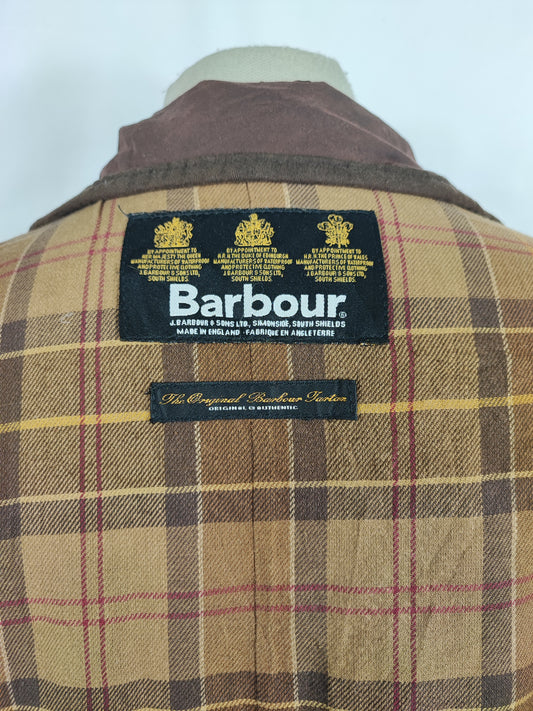 BY APPOINTMENT TO
HER MAJESTY THE QUEEN
MANUFACTURERS OF WATERPROOF
AND PROTECTIVE CLOTHING
J. BARBOUR & SONS LTD,
SOUTH SHIELDS
BY APPOINTMENT TO
H.R.H. THE DUKE OF EDINBURGH
MANUFACTURERS OF WATERPROOF
AND PROTECTIVE CLOTHING
J. BARBOUR & SONS LTD,
SOUTH SHIELDS
BY APPOINTMENT TO
H.R.H. THE PRINCE OF WALES
MANUFACTURERS OF WATERPROOF
AND PROTECTIVE CLOTHING
J. BARBOUR & SONS LTD,
SOUTH SHIELDS
Barbour®
J. BARBOUR & SONS LTD., SIMONSIDE, SOUTH SHIELDS
MADE IN ENGLAND - FABRIQUE EN ANGLETERRE
The Original Barbour Tartan
ORIGINAL & AUTHENTIC